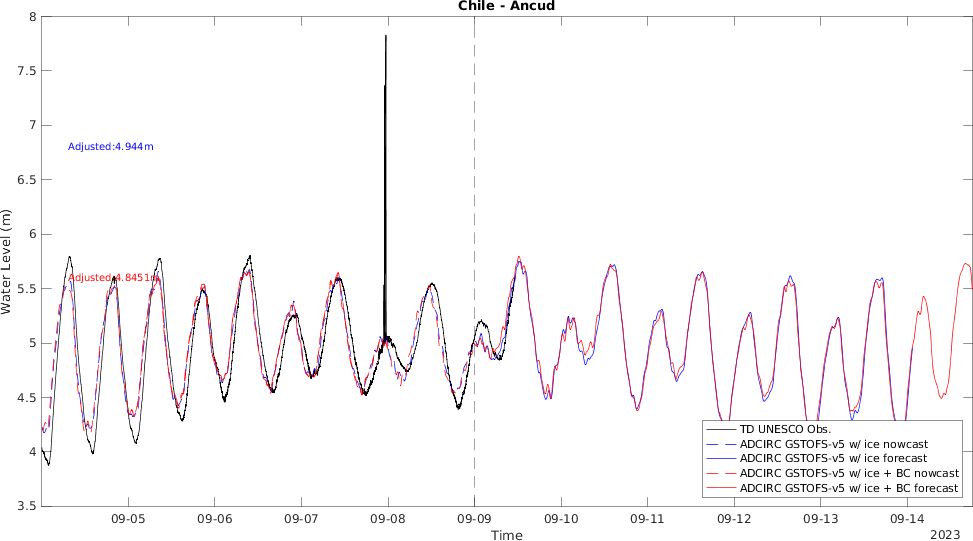 Chile - Ancud
8
7.5
7
6.5
6
5.5
5
4.5
4
3.5
Water Level (m)
Adjusted:4.944m
Adjusted:4.8451m
TD UNESCO Obs.
ADCIRC GSTOFS-v5 w/ ice nowcast
ADCIRC GSTOFS-v5 w/ ice forecast
ADCIRC GSTOFS-v5 w/ ice + BC nowcast
ADCIRC GSTOFS-v5 w/ ice + BC forecast
09-05 09-06 09-07 09-08 09-09 09-10 09-11 09-12 09-13 09-14
Time
2023